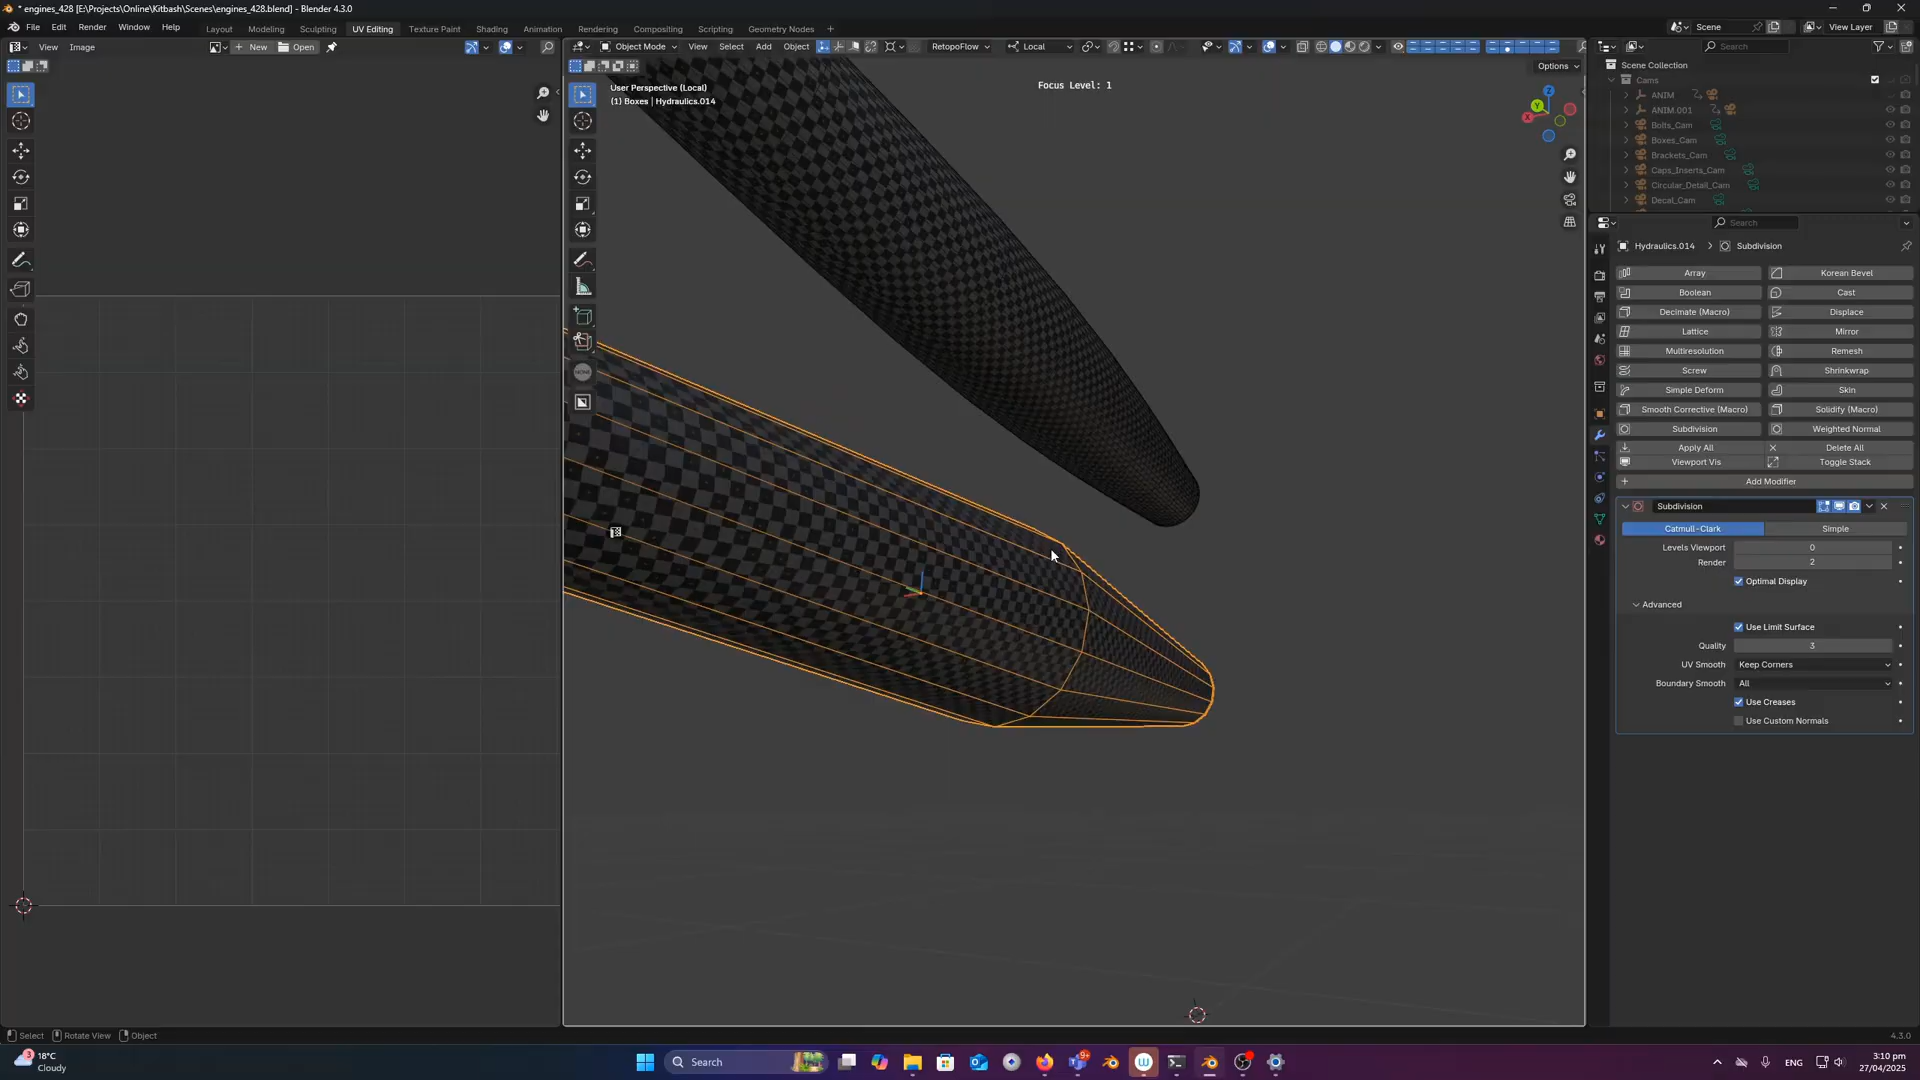 * engines_428 [E:\Projects\Online\Kitbash\Scenes\engines_428.blend] - Blender 4.3.0
File Edit Render Window Help
Layout Modeling Sculpting UV Editing Texture Paint Shading Animation Rendering Compositing Geometry Nodes Scripting
Scene
View Layer
View Image
New
Open
Object Mode
View Select Add Object
RetopoFlow
Local
Search
Options
User Perspective (Local)
(1) Boxes | Hydraulics.014
Focus Level: 1
Z
Y
X
NONE
Scene Collection
Cams
ANIM
ANIM.001
Bolts_Cam
Boxes_Cam
Brackets_Cam
Caps_Inserts_Cam
Circular_Detail_Cam
Decal_Cam
Search
Hydraulics.014 > Subdivision
Array Korean Bevel
Boolean Cast
Decimate (Macro) Displace
Lattice Mirror
Multiresolution Remesh
Screw Shrinkwrap
Simple Deform Skin
Smooth Corrective (Macro) Solidify (Macro)
Subdivision Weighted Normal
Apply All Delete All
Viewport Vis Toggle Stack
Add Modifier
Subdivision
Catmull-Clark Simple
Levels Viewport 0
Render 2
Optimal Display
Advanced
Use Limit Surface
Quality 3
UV Smooth Keep Corners
Boundary Smooth All
Use Creases
Use Custom Normals
Select Rotate View Object
4.3.0
3
18°C
Cloudy
Search
9+
ENG
3:10 pm
27/04/2025